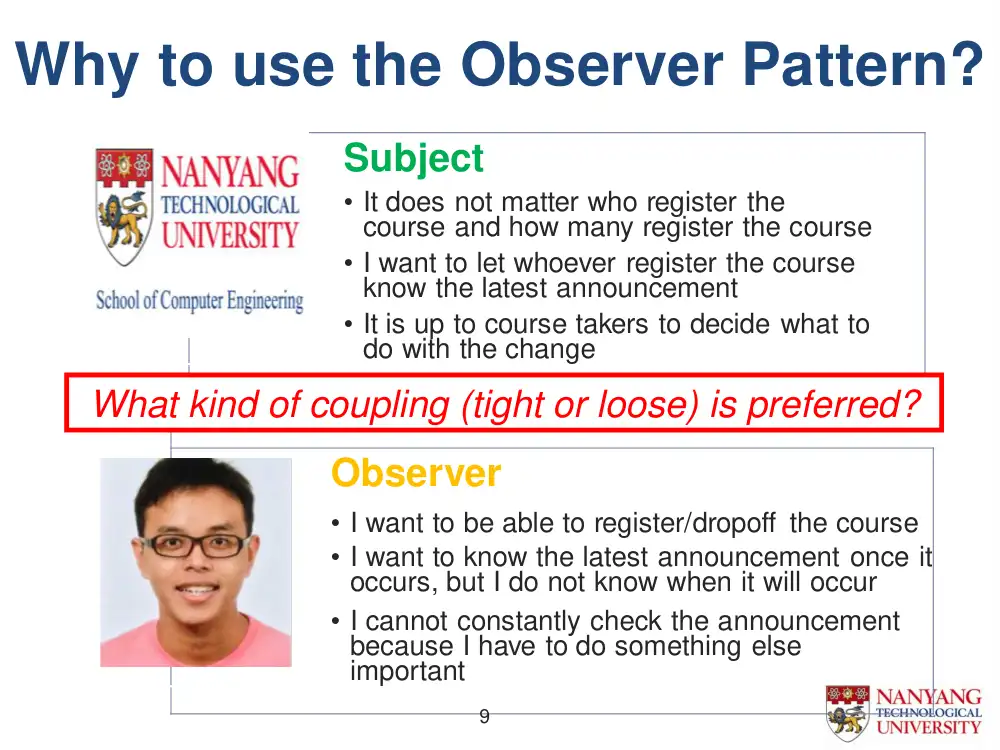 Why to use the Observer Pattern?
NANYANG
TECHNOLOGICAL
UNIVERSITY
School of Computer Engineering
Subject
• It does not matter who register the
course and how many register the course
• I want to let whoever register the course
know the latest announcement
• It is up to course takers to decide what to
do with the change
What kind of coupling (tight or loose) is preferred?
Observer
• I want to be able to register/dropoff the course
• I want to know the latest announcement once it
occurs, but I do not know when it will occur
• I cannot constantly check the announcement
because I have to do something else
important
9
NANYANG
TECHNOLOGICAL
UNIVERSITY